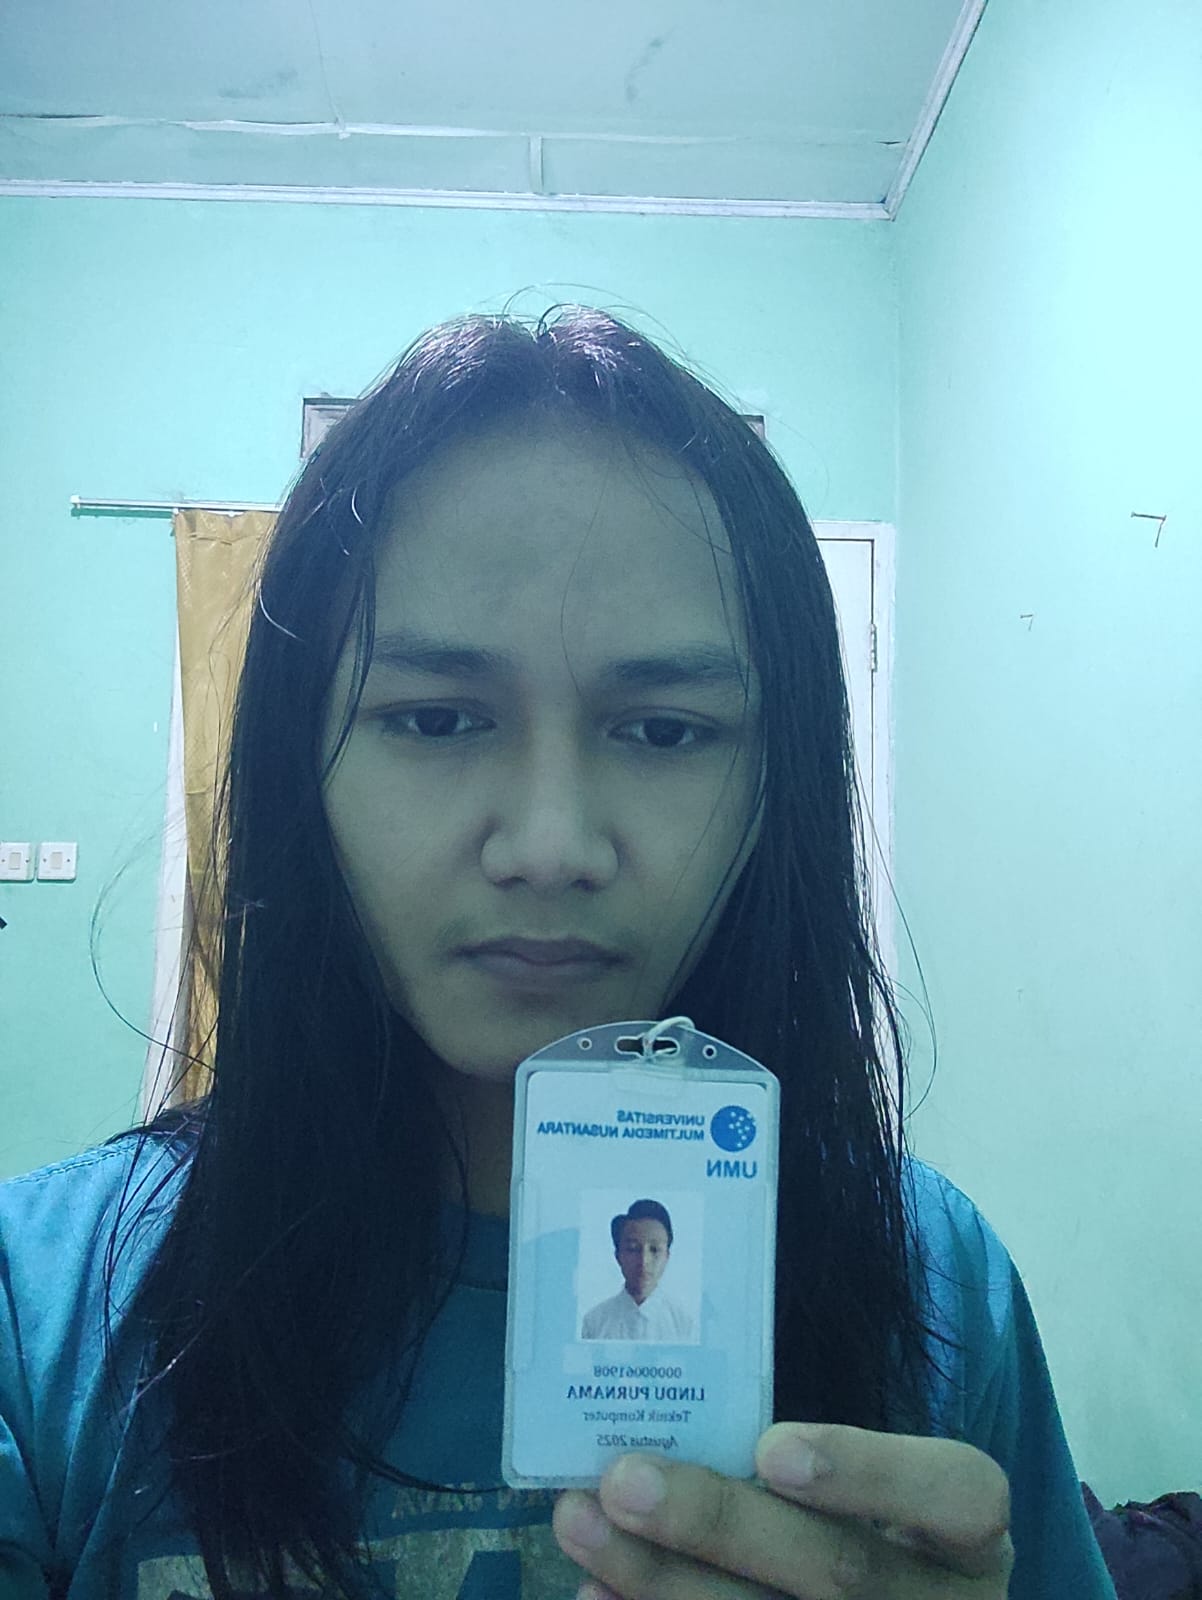 UNIVERSITAS
MULTIMEDIA NUSANTARA
UMN
00000061908
LINDU PURNAMA
Teknik Komputer
Agustus 2025